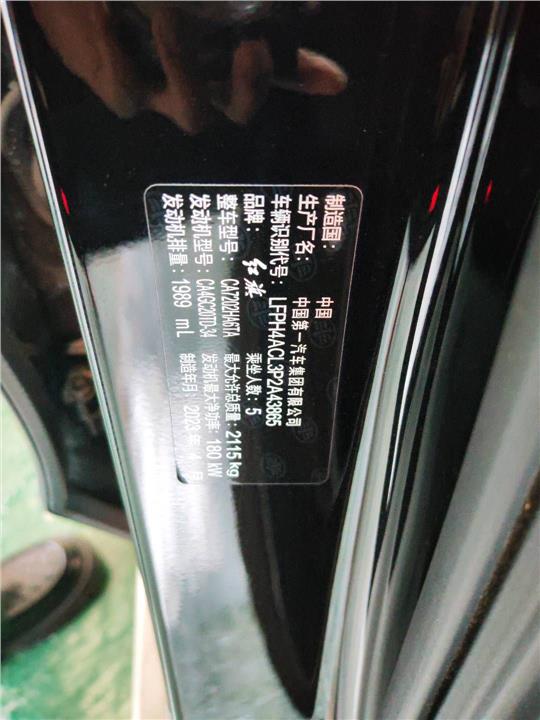 制造国： 中国
生产厂名： 中国第一汽车集团有限公司
车辆识别代号： LFPH4ACL3P2A43865
品牌： 红旗 乘坐人数：5
整车型号： CA7202HA6TA 最大允许总质量：2115 kg
发动机型号：CA4GC20TD-34 发动机最大净功率：180 kW
发动机排量：1989 mL 制造年月：2023 年 4 月